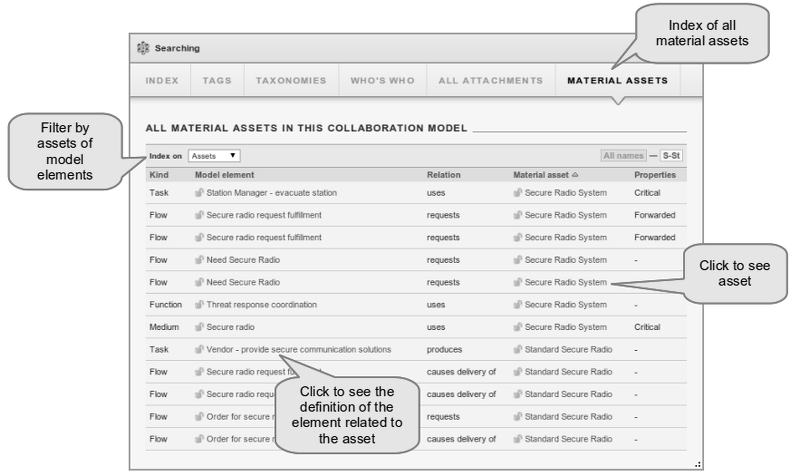 Index of all
material assets
Searching
INDEX TAGS TAXONOMIES WHO'S WHO ALL ATTACHMENTS MATERIAL ASSETS
Filter by
assets of
model
elements
ALL MATERIAL ASSETS IN THIS COLLABORATION MODEL
Index on Assets ▼ All names — S-St
Kind Model element Relation Material asset Properties
Task Station Manager - evacuate station uses Secure Radio System Critical
Flow Secure radio request fulfillment requests Secure Radio System Forwarded
Flow Secure radio request fulfillment requests Secure Radio System Forwarded
Flow Need Secure Radio requests Secure Radio System -
Flow Need Secure Radio requests Secure Radio System
Click to see
asset
Function Threat response coordination uses Secure Radio System -
Medium Secure radio uses Secure Radio System Critical
Task Vendor - provide secure communication solutions produces Standard Secure Radio -
Flow Secure radio request causes delivery of Standard Secure Radio -
Flow Secure radio causes delivery of Standard Secure Radio -
Flow Order for secure requests Standard Secure Radio -
Flow Order for secure causes delivery of Standard Secure Radio -
Click to see the
definition of the
element related to
the asset